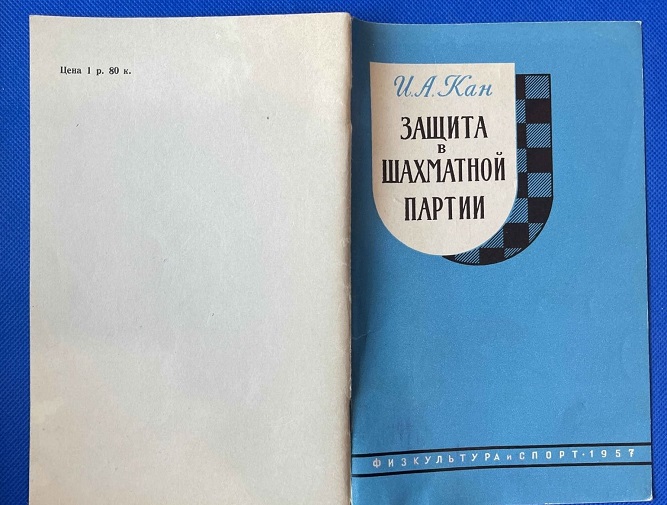 Цена 1 р. 80 к.
И. А. Кан
ЗАЩИТА
в
ШАХМАТНОЙ
ПАРТИИ
ФИЗКУЛЬТУРА и СПОРТ · 1957